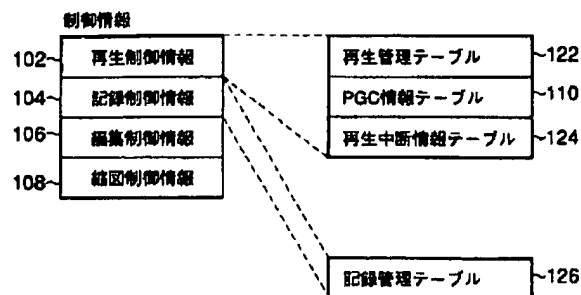 制御情報
102 再生制御情報
104 記録制御情報
106 編集制御情報
108 縮図制御情報
再生管理テーブル 122
PGC情報テーブル 110
再生中断情報テーブル 124
記録管理テーブル 126